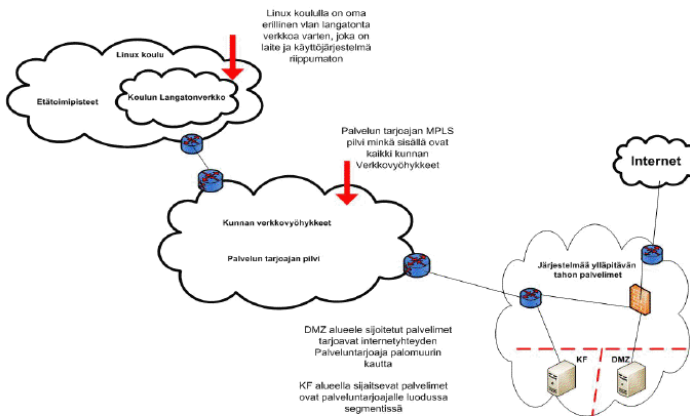 Linux koululla on oma
erillinen vlan langatonta
verkkoa varten, joka on
laite ja käyttöjärjestelmä
riippumaton
Linux koulu
Koulun Langatonverkko
Etätoimipisteet
Palvelun tarjoajan MPLS
pilvi minkä sisällä ovat
kaikki kunnan
Verkkovyöhykkeet
Internet
Kunnan verkkovyöhykkeet
Palvelun tarjoajan pilvi
Järjestelmää ylläpitävän
tahon palvelimet
DMZ alueele sijoitetut palvelimet
tarjoavat internetyhteyden
Palveluntarjoaja palomuurin
kautta
KF
DMZ
KF alueella sijaitsevat palvelimet
ovat palveluntarjoajalle luodussa
segmentissä